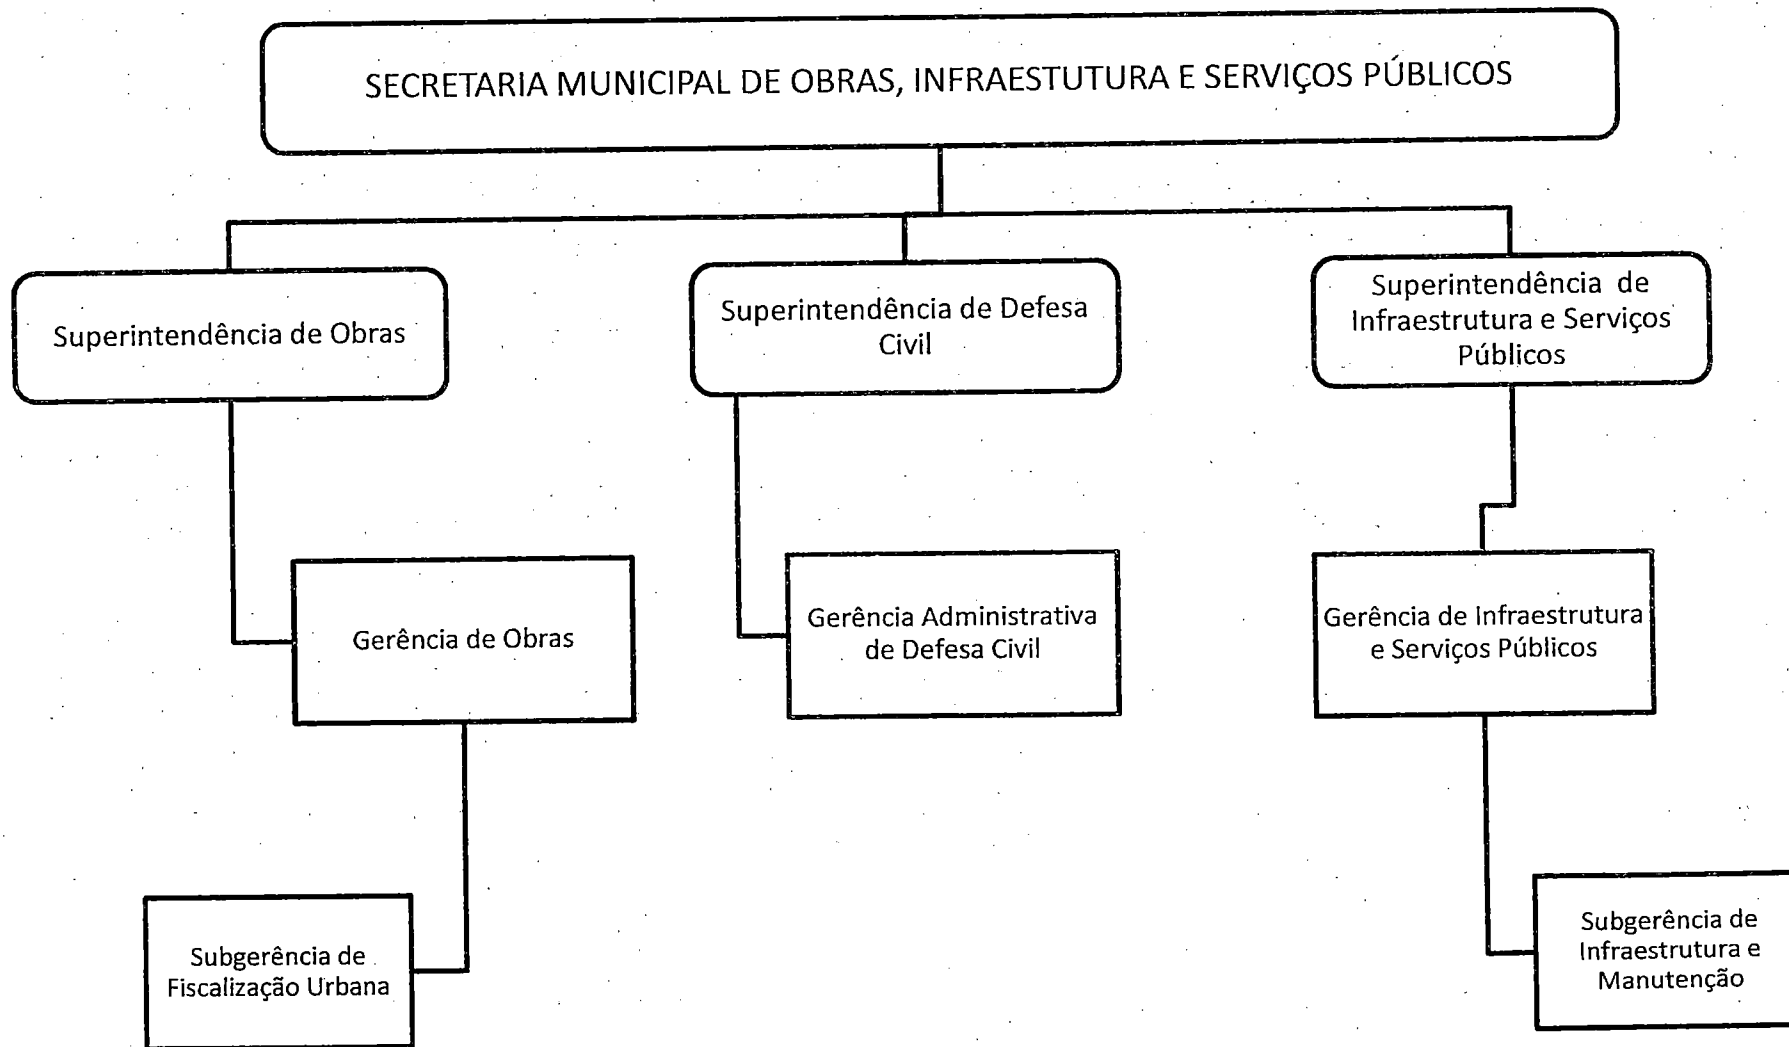 SECRETARIA MUNICIPAL DE OBRAS, INFRAESTUTURA E SERVIÇOS PÚBLICOS
Superintendência de Obras
Superintendência de Defesa
Civil
Superintendência de
Infraestrutura e Serviços
Públicos
Gerência de Obras
Gerência Administrativa
de Defesa Civil
Gerência de Infraestrutura
e Serviços Públicos
Subgerência de
Fiscalização Urbana
Subgerência de
Infraestrutura e
Manutenção